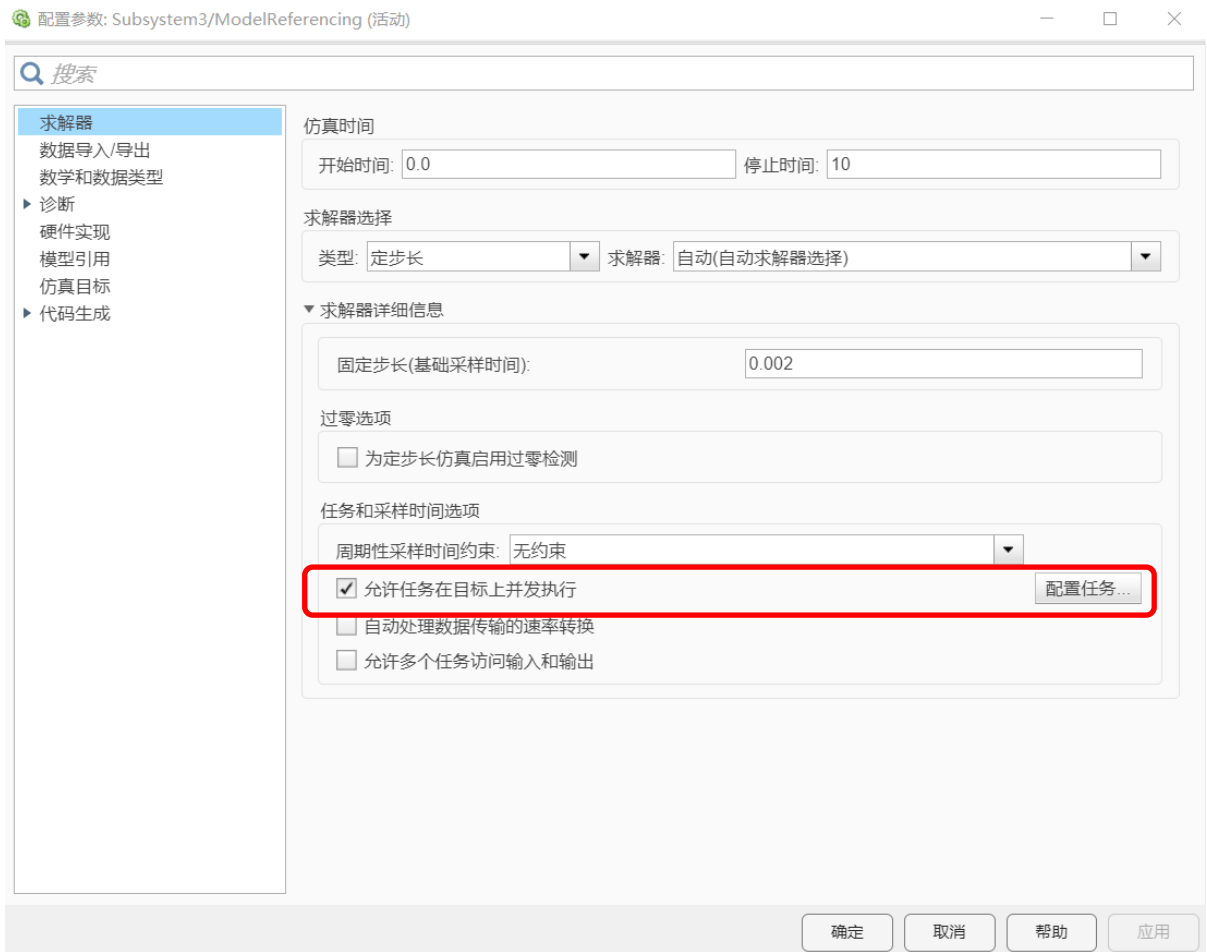 配置参数: Subsystem3/ModelReferencing (活动)
搜索
求解器
数据导入/导出
数学和数据类型
诊断
硬件实现
模型引用
仿真目标
代码生成
仿真时间
开始时间: 0.0 停止时间: 10
求解器选择
类型: 定步长 求解器: 自动(自动求解器选择)
求解器详细信息
固定步长(基础采样时间): 0.002
过零选项
为定步长仿真启用过零检测
任务和采样时间选项
周期性采样时间约束: 无约束
允许任务在目标上并发执行 配置任务...
自动处理数据传输的速率转换
允许多个任务访问输入和输出
确定 取消 帮助 应用